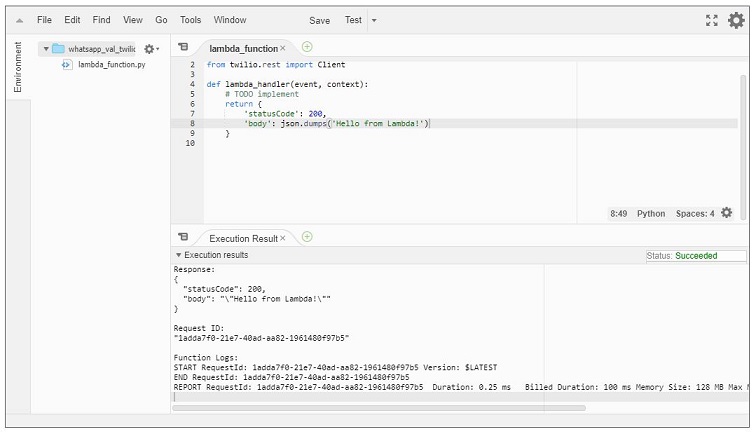 File Edit Find View Go Tools Window Save Test
Environment
whatsapp_val_twilio
lambda_function.py
lambda_function
2 from twilio.rest import Client
3
4 def lambda_handler(event, context):
5     # TODO implement
6     return {
7         'statusCode': 200,
8         'body': json.dumps('Hello from Lambda!')
9     }
10
8:49 Python Spaces: 4
Execution Result
Execution results
Status: Succeeded
Response:
{
  "statusCode": 200,
  "body": "\"Hello from Lambda!\""
}
Request ID:
"1adda7f0-21e7-40ad-aa82-1961480f97b5"
Function Logs:
START RequestId: 1adda7f0-21e7-40ad-aa82-1961480f97b5 Version: $LATEST
END RequestId: 1adda7f0-21e7-40ad-aa82-1961480f97b5
REPORT RequestId: 1adda7f0-21e7-40ad-aa82-1961480f97b5 Duration: 0.25 ms Billed Duration: 100 ms Memory Size: 128 MB Max